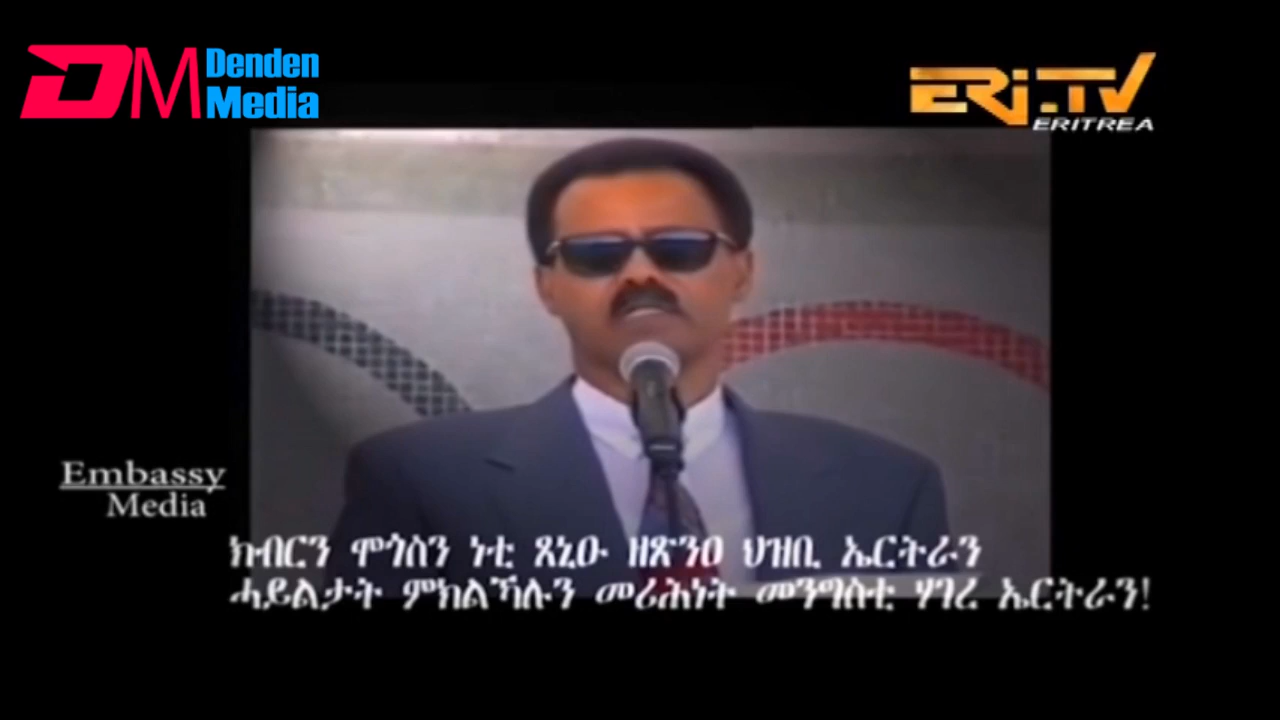 DM Denden
Media
ERi.TV
ERITREA
Embassy
Media
ክብርን ሞጎስን ነቲ ጸኒዑ ዘጽንዐ ህዝቢ ኤርትራን
ሓይልታት ምክልኻሉን መሪሕነት መንግስቲ ሃገረ ኤርትራን!